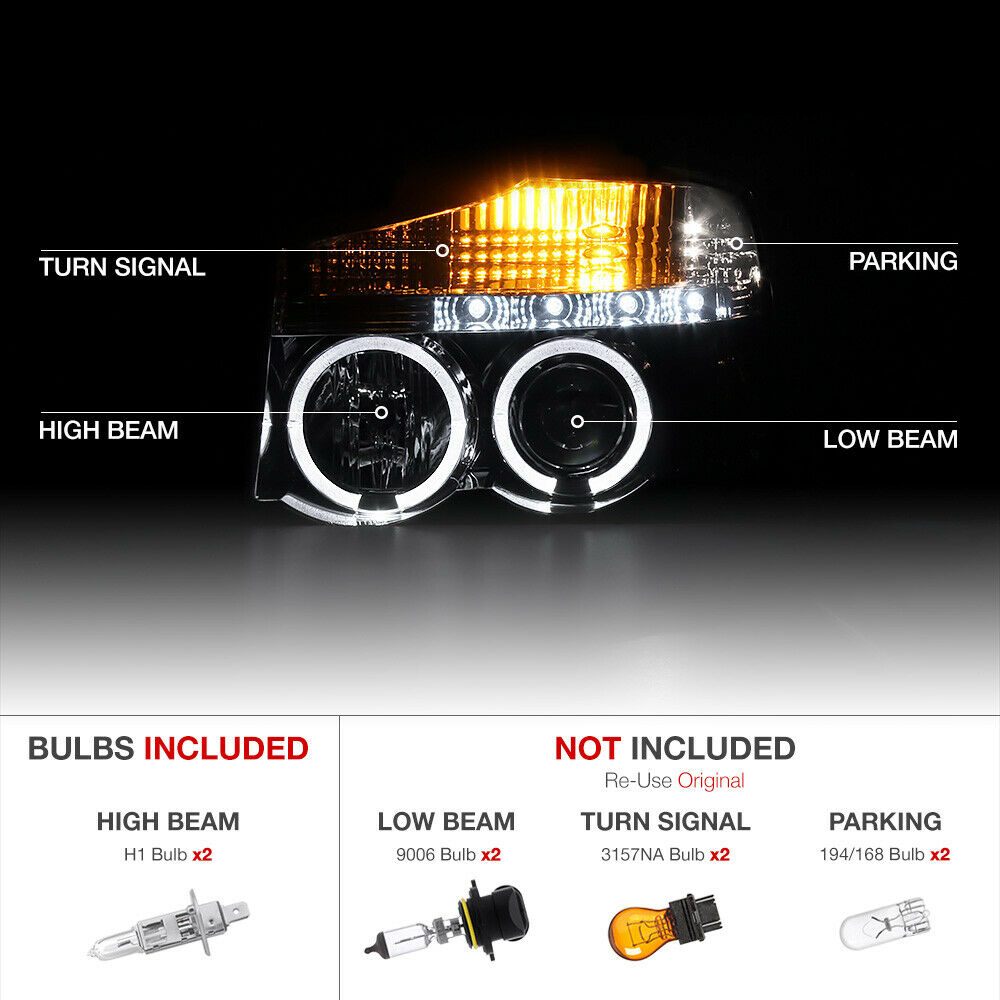 TURN SIGNAL
PARKING
HIGH BEAM
LOW BEAM
BULBS INCLUDED
HIGH BEAM
H1 Bulb x2
NOT INCLUDED
Re-Use Original
LOW BEAM
9006 Bulb x2
TURN SIGNAL
3157NA Bulb x2
PARKING
194/168 Bulb x2